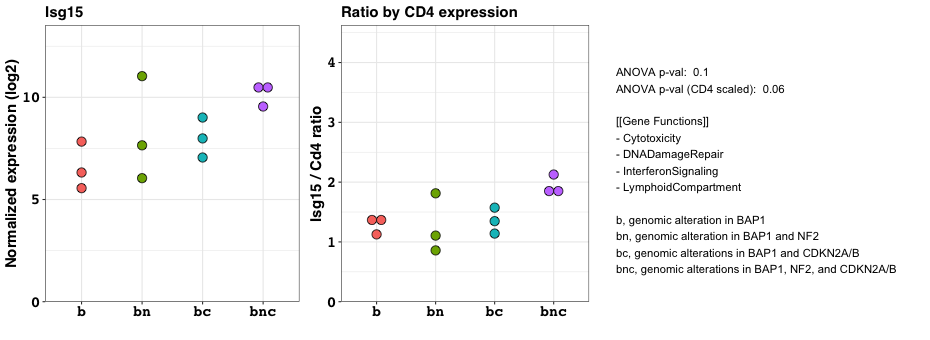 Isg15
Normalized expression (log2)
10
5
0
b
bn
bc
bnc
Ratio by CD4 expression
Isg15 / Cd4 ratio
4
3
2
1
0
b
bn
bc
bnc
ANOVA p-val:  0.1
ANOVA p-val (CD4 scaled):  0.06
[[Gene Functions]]
- Cytotoxicity
- DNADamageRepair
- InterferonSignaling
- LymphoidCompartment
b, genomic alteration in BAP1
bn, genomic alteration in BAP1 and NF2
bc, genomic alterations in BAP1 and CDKN2A/B
bnc, genomic alterations in BAP1, NF2, and CDKN2A/B